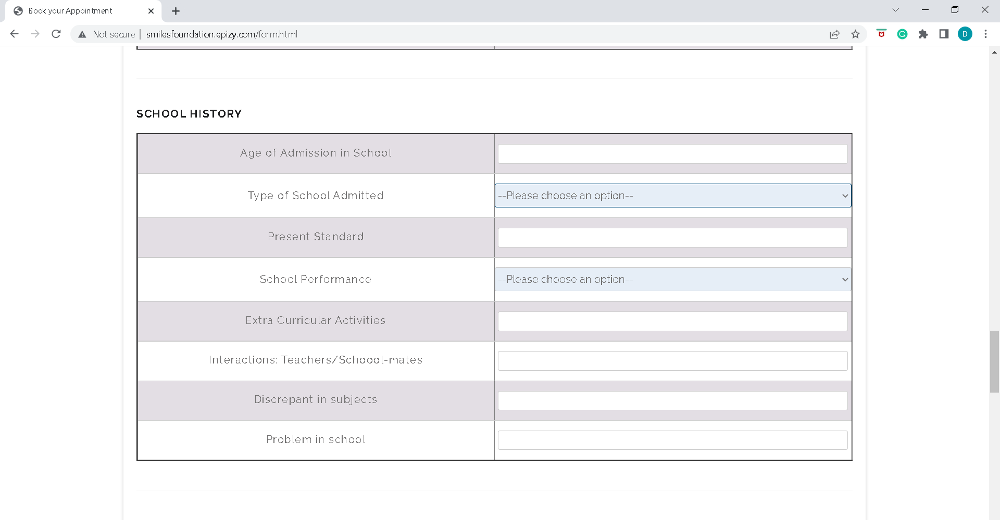 Book your Appointment
Not secure
smilesfoundation.epizy.com/form.html
D
SCHOOL HISTORY
Age of Admission in School
Type of School Admitted
--Please choose an option--
Present Standard
School Performance
--Please choose an option--
Extra Curricular Activities
Interactions: Teachers/Schoool-mates
Discrepant in subjects
Problem in school